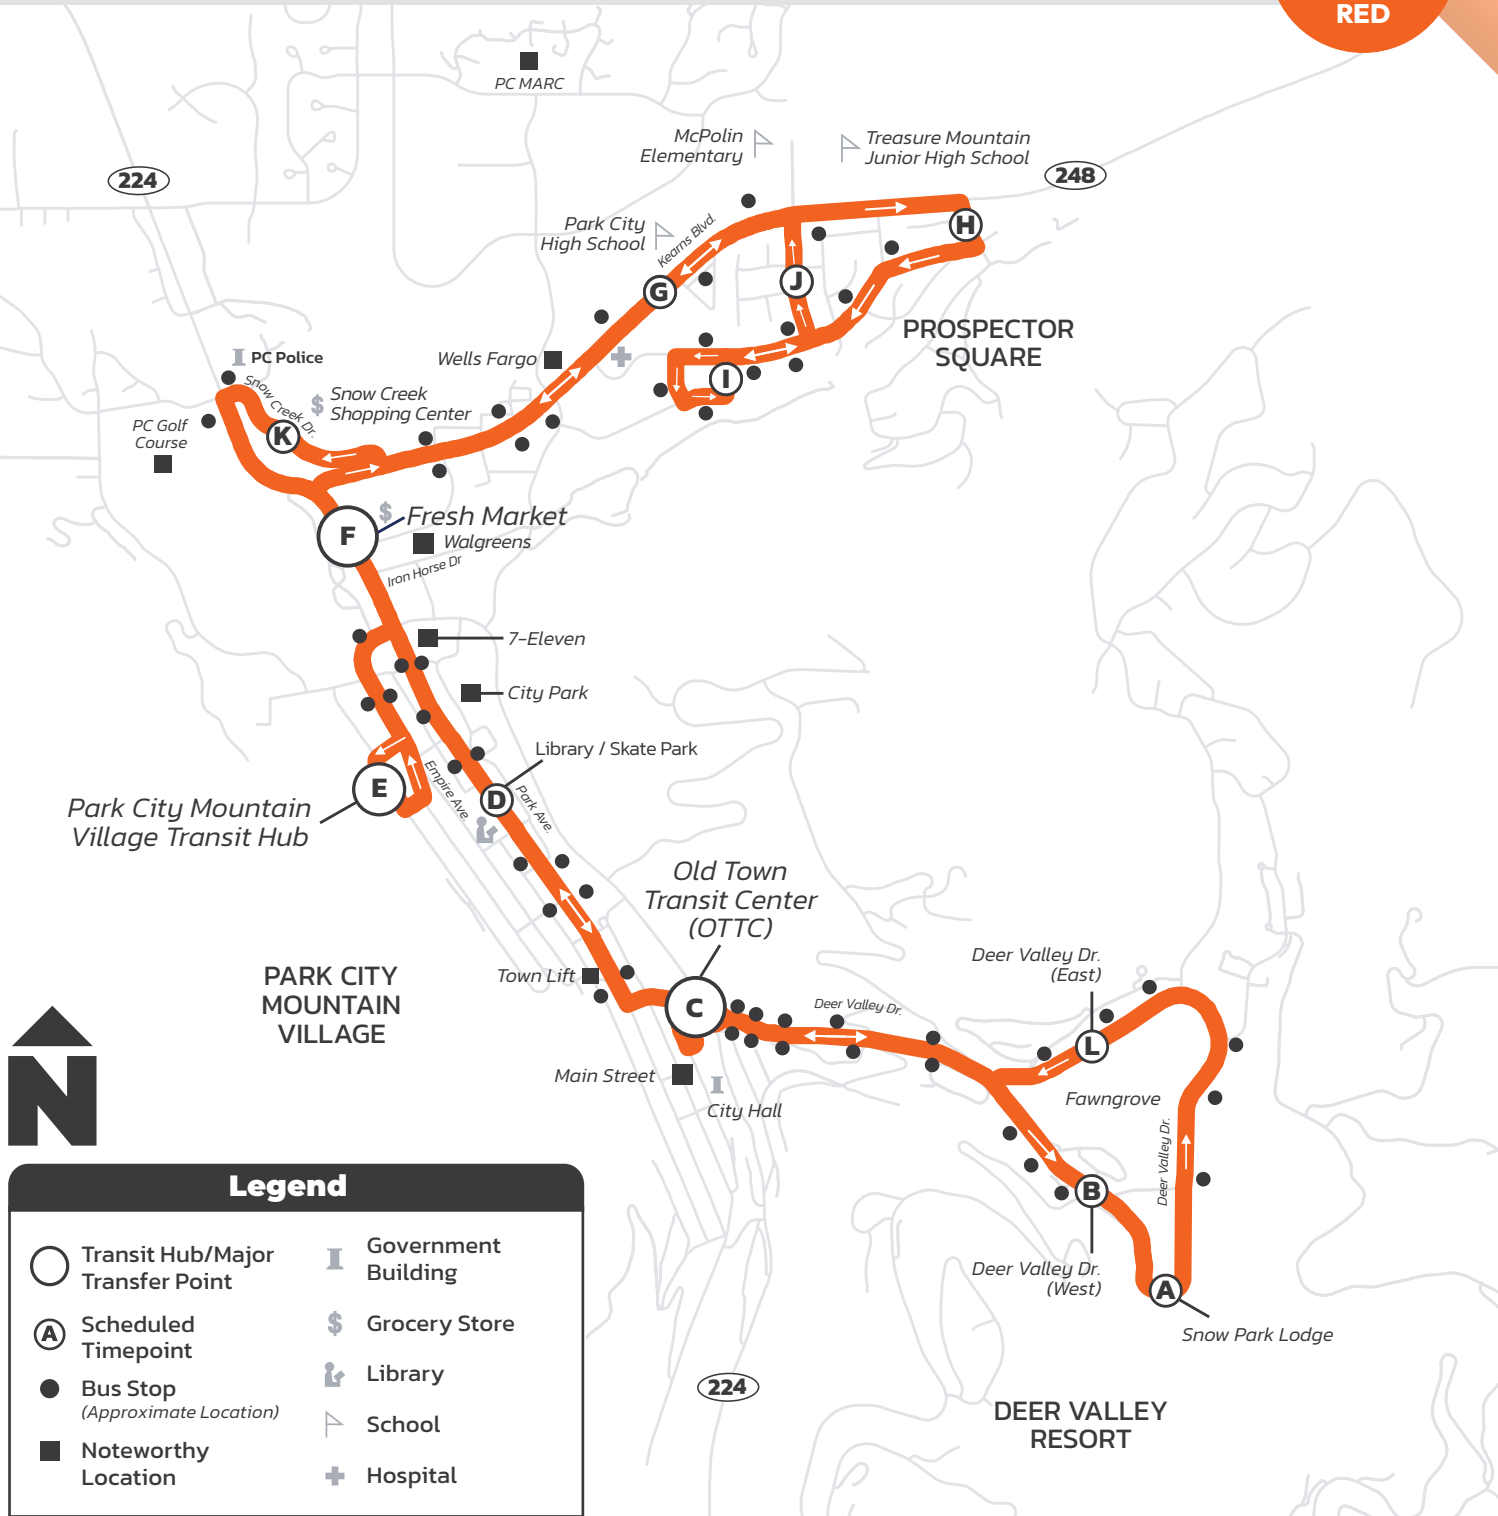 RED
PC MARC
McPolin
Elementary
Treasure Mountain
Junior High School
224
248
Park City
High School
Kearns Blvd.
H
J
G
PROSPECTOR
SQUARE
PC Police
Wells Fargo
I
Snow Creek Dr.
Snow Creek
Shopping Center
$
PC Golf
Course
K
$
Fresh Market
F
Walgreens
Iron Horse Dr
7-Eleven
City Park
Library / Skate Park
E
Empire Ave.
D
Park Ave.
Park City Mountain
Village Transit Hub
Old Town
Transit Center
(OTTC)
Town Lift
PARK CITY
MOUNTAIN
VILLAGE
C
Deer Valley Dr.
Deer Valley Dr.
(East)
L
Main Street
City Hall
Fawngrove
N
Deer Valley Dr.
B
Deer Valley Dr.
(West)
A
Snow Park Lodge
224
DEER VALLEY
RESORT
Legend
Transit Hub/Major
Transfer Point
A
Scheduled
Timepoint
Bus Stop
(Approximate Location)
Noteworthy
Location
Government
Building
$
Grocery Store
Library
School
Hospital